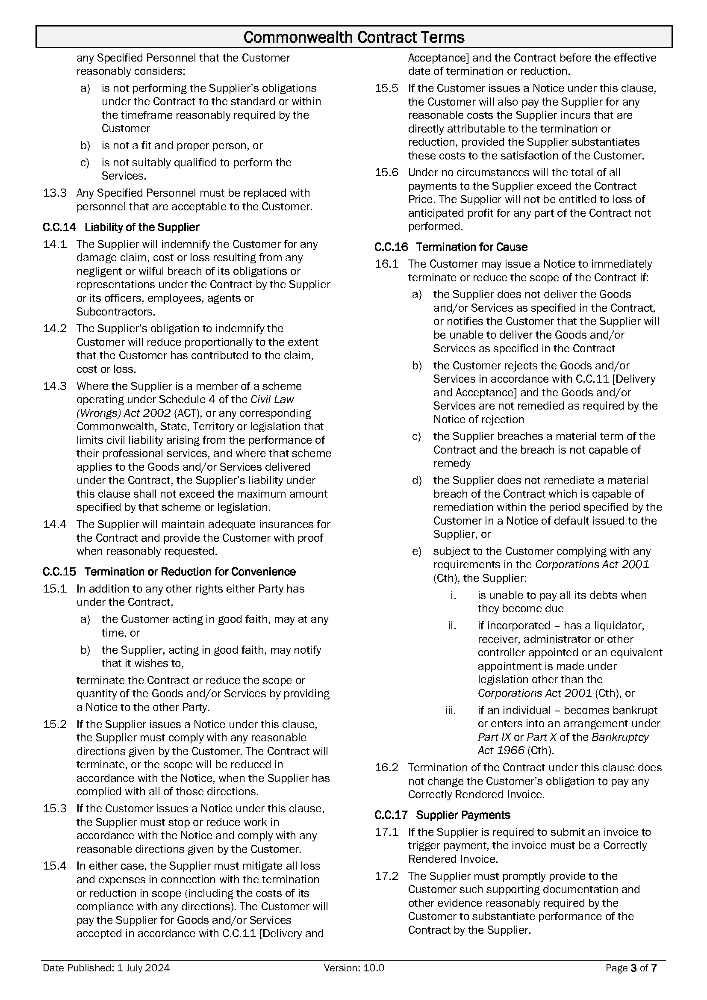 Commonwealth Contract Terms
any Specified Personnel that the Customer
reasonably considers:
a) is not performing the Supplier’s obligations
under the Contract to the standard or within
the timeframe reasonably required by the
Customer
b) is not a fit and proper person, or
c) is not suitably qualified to perform the
Services.
13.3 Any Specified Personnel must be replaced with
personnel that are acceptable to the Customer.
C.C.14 Liability of the Supplier
14.1 The Supplier will indemnify the Customer for any
damage claim, cost or loss resulting from any
negligent or wilful breach of its obligations or
representations under the Contract by the Supplier
or its officers, employees, agents or
Subcontractors.
14.2 The Supplier’s obligation to indemnify the
Customer will reduce proportionally to the extent
that the Customer has contributed to the claim,
cost or loss.
14.3 Where the Supplier is a member of a scheme
operating under Schedule 4 of the Civil Law
(Wrongs) Act 2002 (ACT), or any corresponding
Commonwealth, State, Territory or legislation that
limits civil liability arising from the performance of
their professional services, and where that scheme
applies to the Goods and/or Services delivered
under the Contract, the Supplier’s liability under
this clause shall not exceed the maximum amount
specified by that scheme or legislation.
14.4 The Supplier will maintain adequate insurances for
the Contract and provide the Customer with proof
when reasonably requested.
C.C.15 Termination or Reduction for Convenience
15.1 In addition to any other rights either Party has
under the Contract,
a) the Customer acting in good faith, may at any
time, or
b) the Supplier, acting in good faith, may notify
that it wishes to,
terminate the Contract or reduce the scope or
quantity of the Goods and/or Services by providing
a Notice to the other Party.
15.2 If the Supplier issues a Notice under this clause,
the Supplier must comply with any reasonable
directions given by the Customer. The Contract will
terminate, or the scope will be reduced in
accordance with the Notice, when the Supplier has
complied with all of those directions.
15.3 If the Customer issues a Notice under this clause,
the Supplier must stop or reduce work in
accordance with the Notice and comply with any
reasonable directions given by the Customer.
15.4 In either case, the Supplier must mitigate all loss
and expenses in connection with the termination
or reduction in scope (including the costs of its
compliance with any directions). The Customer will
pay the Supplier for Goods and/or Services
accepted in accordance with C.C.11 [Delivery and
Acceptance] and the Contract before the effective
date of termination or reduction.
15.5 If the Customer issues a Notice under this clause,
the Customer will also pay the Supplier for any
reasonable costs the Supplier incurs that are
directly attributable to the termination or
reduction, provided the Supplier substantiates
these costs to the satisfaction of the Customer.
15.6 Under no circumstances will the total of all
payments to the Supplier exceed the Contract
Price. The Supplier will not be entitled to loss of
anticipated profit for any part of the Contract not
performed.
C.C.16 Termination for Cause
16.1 The Customer may issue a Notice to immediately
terminate or reduce the scope of the Contract if:
a) the Supplier does not deliver the Goods
and/or Services as specified in the Contract,
or notifies the Customer that the Supplier will
be unable to deliver the Goods and/or
Services as specified in the Contract
b) the Customer rejects the Goods and/or
Services in accordance with C.C.11 [Delivery
and Acceptance] and the Goods and/or
Services are not remedied as required by the
Notice of rejection
c) the Supplier breaches a material term of the
Contract and the breach is not capable of
remedy
d) the Supplier does not remediate a material
breach of the Contract which is capable of
remediation within the period specified by the
Customer in a Notice of default issued to the
Supplier, or
e) subject to the Customer complying with any
requirements in the Corporations Act 2001
(Cth), the Supplier:
i. is unable to pay all its debts when
they become due
ii. if incorporated – has a liquidator,
receiver, administrator or other
controller appointed or an equivalent
appointment is made under
legislation other than the
Corporations Act 2001 (Cth), or
iii. if an individual – becomes bankrupt
or enters into an arrangement under
Part IX or Part X of the Bankruptcy
Act 1966 (Cth).
16.2 Termination of the Contract under this clause does
not change the Customer’s obligation to pay any
Correctly Rendered Invoice.
C.C.17 Supplier Payments
17.1 If the Supplier is required to submit an invoice to
trigger payment, the invoice must be a Correctly
Rendered Invoice.
17.2 The Supplier must promptly provide to the
Customer such supporting documentation and
other evidence reasonably required by the
Customer to substantiate performance of the
Contract by the Supplier.
Date Published: 1 July 2024 Version: 10.0 Page 3 of 7